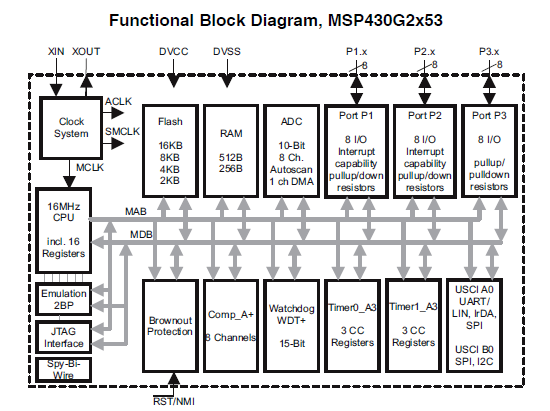 Functional Block Diagram, MSP430G2x53
XIN
XOUT
DVCC
DVSS
P1.x
P2.x
P3.x
8
8
8
Clock
System
ACLK
SMCLK
MCLK
Flash
16KB
8KB
4KB
2KB
RAM
512B
256B
ADC
10-Bit
8 Ch.
Autoscan
1 ch DMA
Port P1
8 I/O
Interrupt
capability
pullup/down
resistors
Port P2
8 I/O
Interrupt
capability
pullup/down
resistors
Port P3
8 I/O
pullup/
pulldown
resistors
16MHz
CPU
incl. 16
Registers
MAB
MDB
Emulation
2BP
JTAG
Interface
Spy-Bi-
Wire
Brownout
Protection
Comp_A+
8 Channels
Watchdog
WDT+
15-Bit
Timer0_A3
3 CC
Registers
Timer1_A3
3 CC
Registers
USCI A0
UART/
LIN, IrDA,
SPI
USCI B0
SPI, I2C
RST/NMI